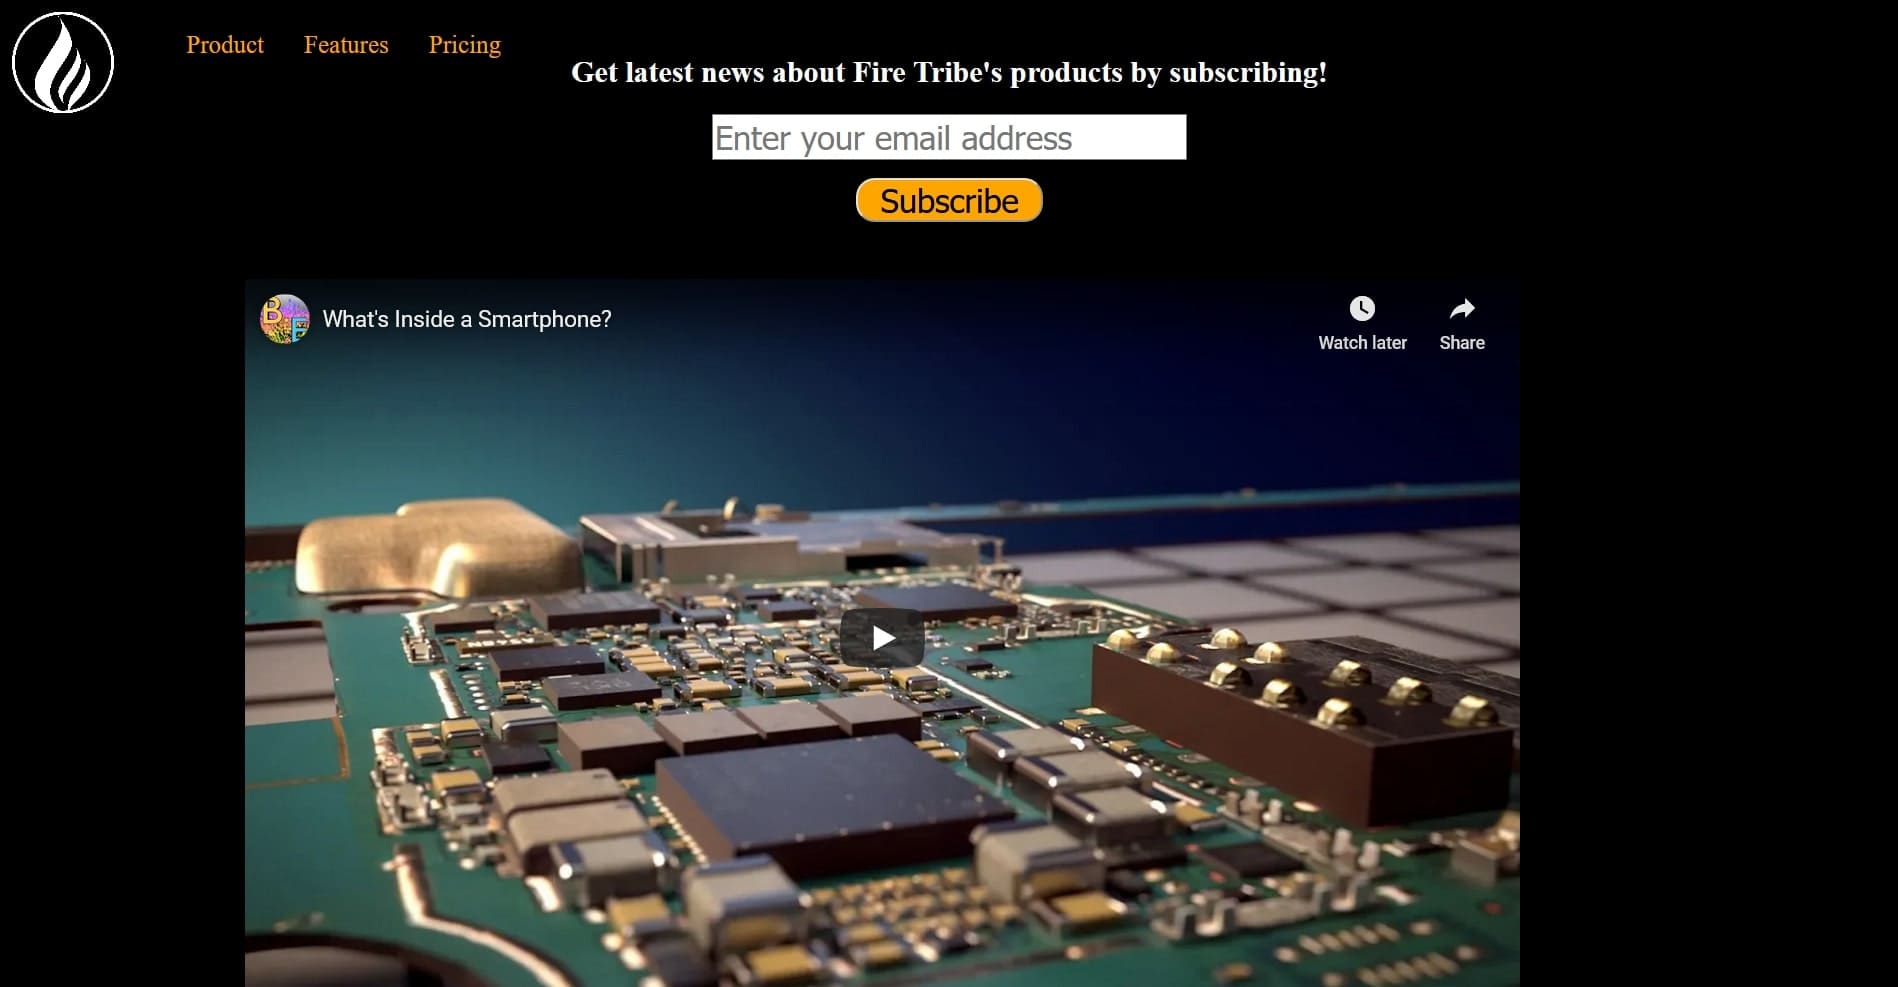 Product Features Pricing
Get latest news about Fire Tribe's products by subscribing!
Enter your email address
Subscribe
What's Inside a Smartphone?
Watch later Share